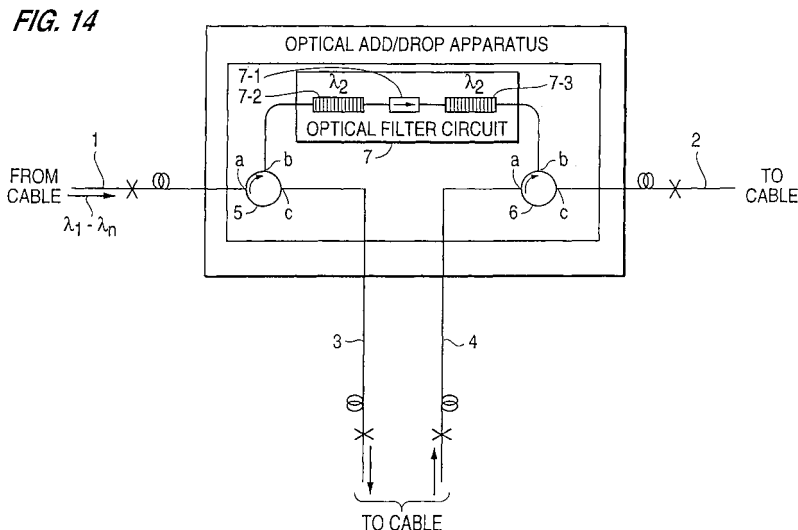 FIG. 14
OPTICAL ADD/DROP APPARATUS
7-1
λ2
λ2
7-2
7-3
OPTICAL FILTER CIRCUIT
7
1
2
FROM CABLE
a
b
c
5
a
b
c
6
TO CABLE
λ1 - λn
3
4
TO CABLE